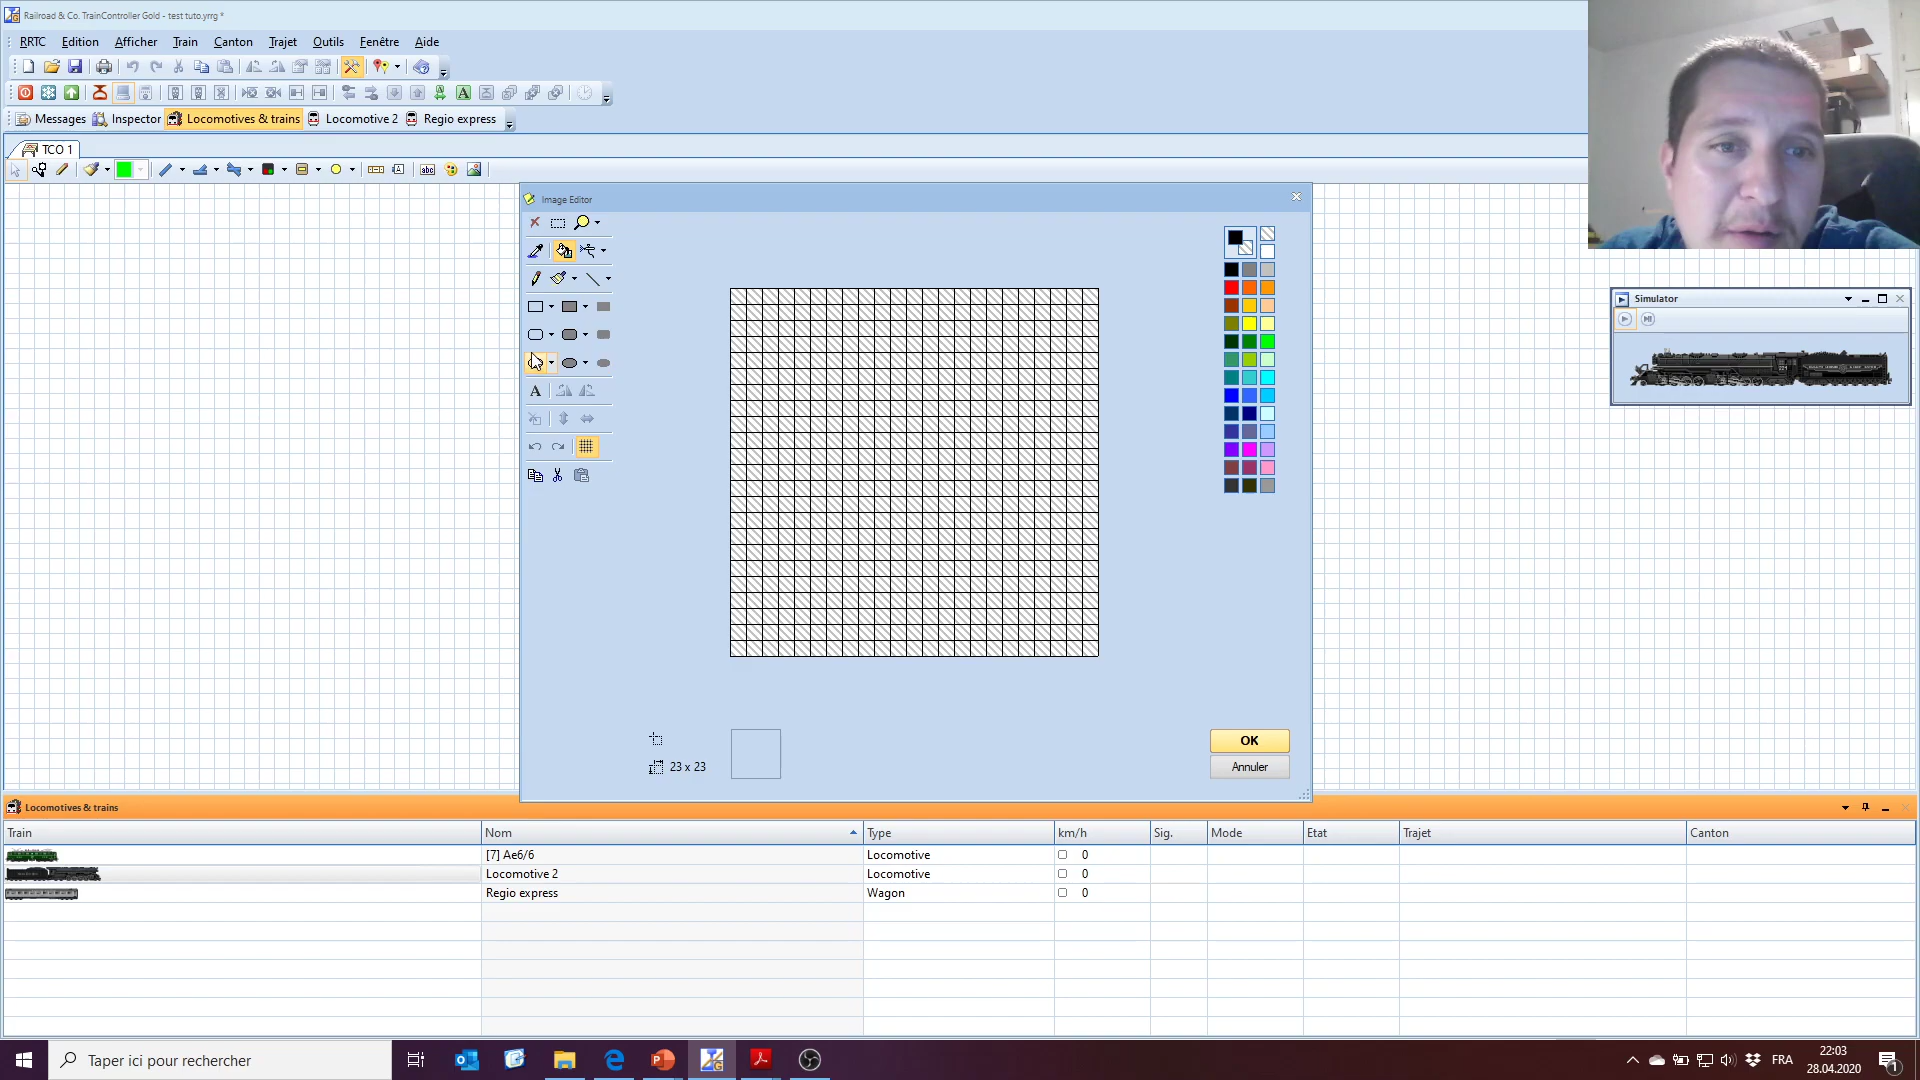 Railroad & Co. TrainController Gold - test tuto.yrrg *
RRTC Edition Afficher Train Canton Trajet Outils Fenêtre Aide
Messages Inspector Locomotives & trains Locomotive 2 Regio express
TCO 1
abc
Image Editor
A
Simulator
23 x 23
OK
Annuler
Locomotives & trains
Train Nom Type km/h Sig. Mode Etat Trajet Canton
[7] Ae6/6 Locomotive 0
Locomotive 2 Locomotive 0
Regio express Wagon 0
Taper ici pour rechercher
FRA
22:03
28.04.2020
1